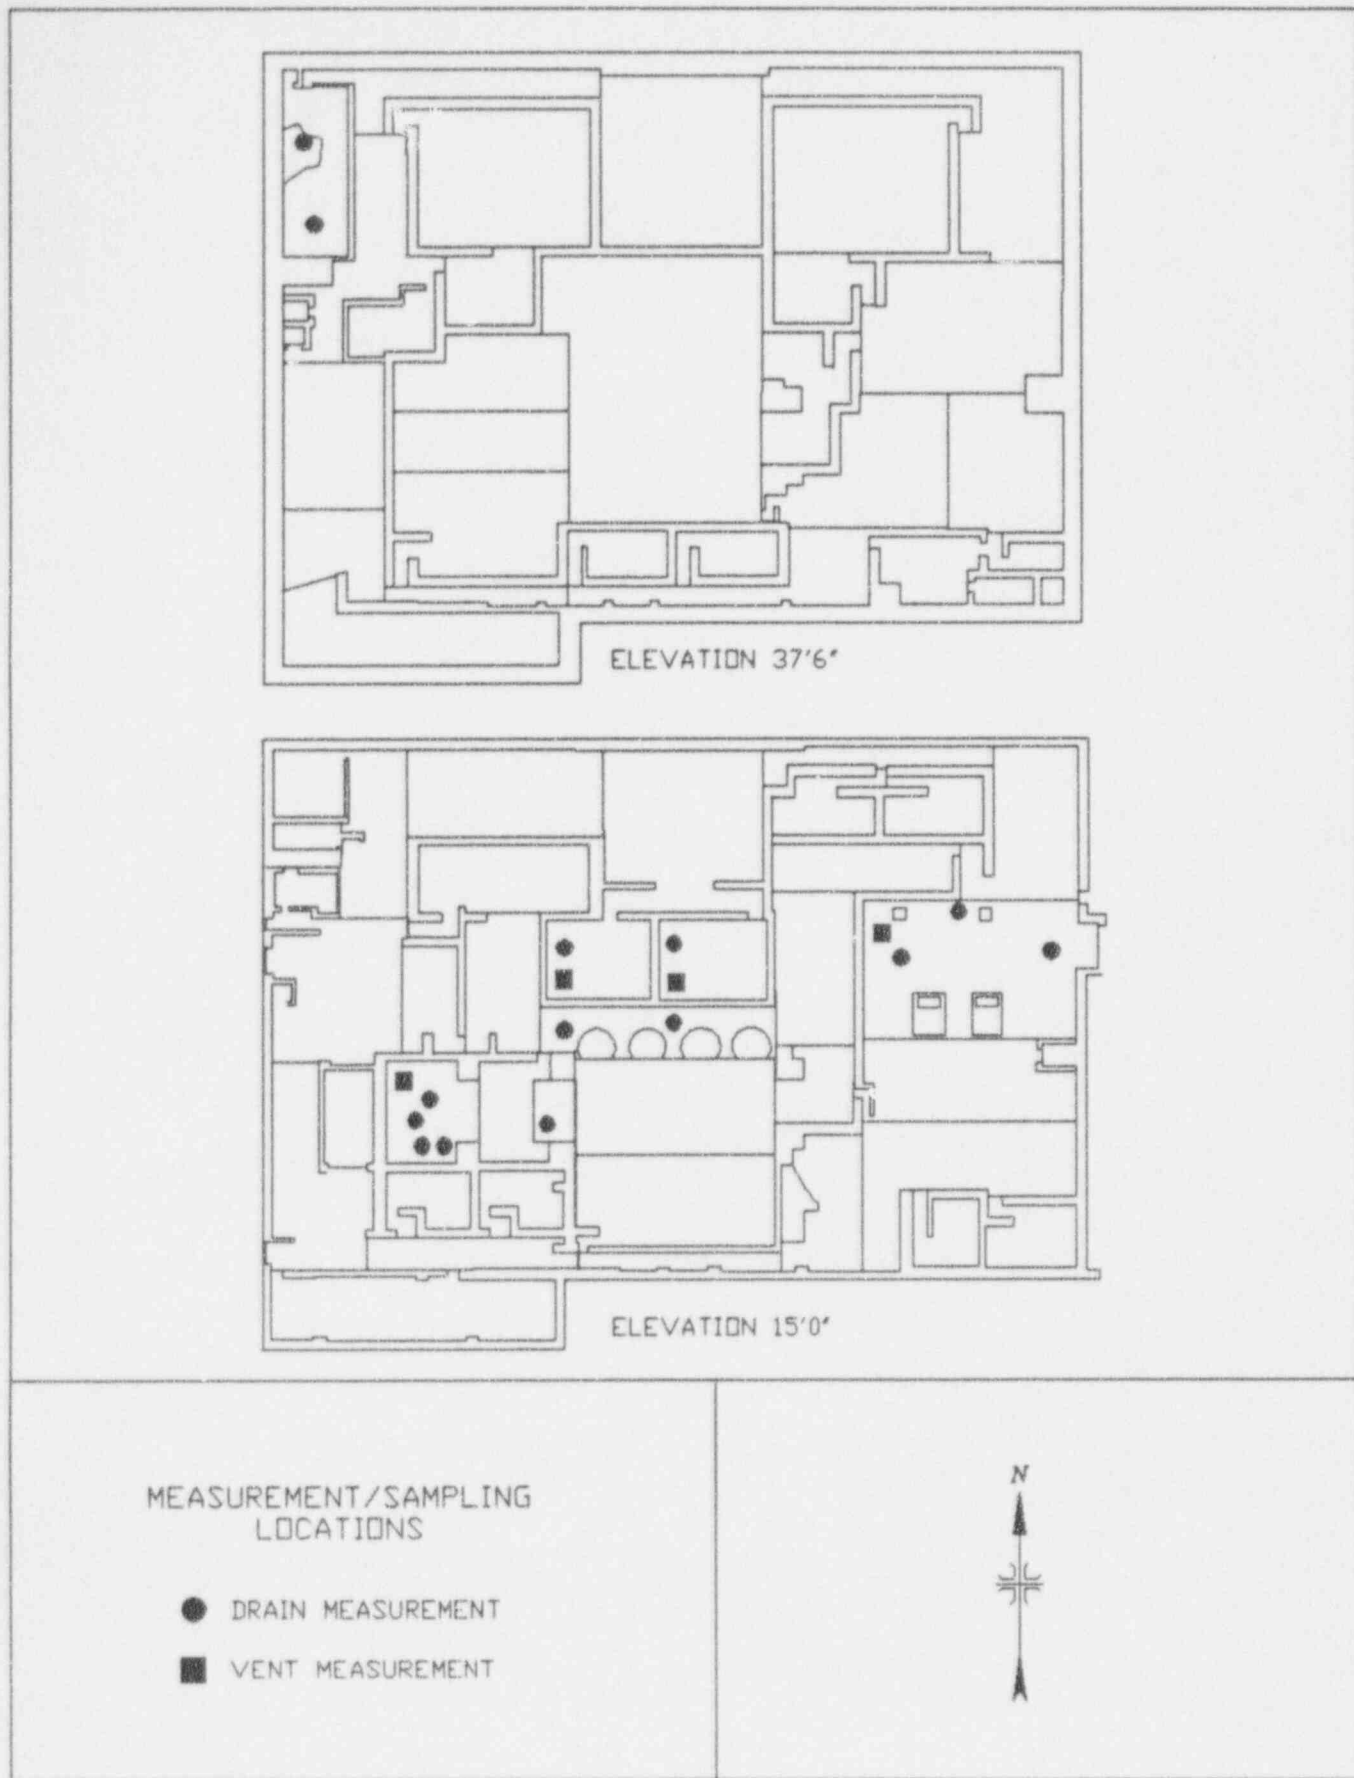 ELEVATION 37'6"
ELEVATION 15'0"
MEASUREMENT/SAMPLING
LOCATIONS
DRAIN MEASUREMENT
VENT MEASUREMENT
N